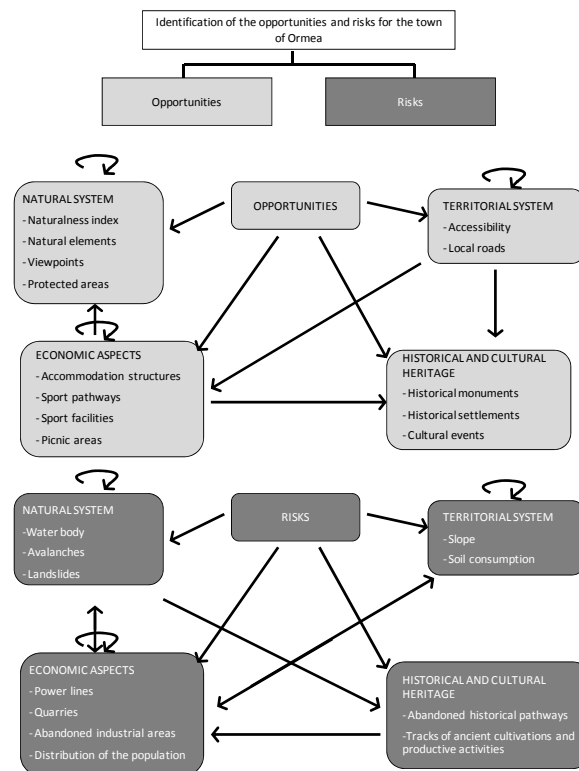 Identification of the opportunities and risks for the town
of Ormea
Opportunities
Risks
NATURAL SYSTEM
- Naturalness index
- Natural elements
- Viewpoints
- Protected areas
OPPORTUNITIES
TERRITORIAL SYSTEM
- Accessibility
- Local roads
ECONOMIC ASPECTS
- Accommodation structures
- Sport pathways
- Sport facilities
- Picnic areas
HISTORICAL AND CULTURAL
HERITAGE
- Historical monuments
- Historical settlements
- Cultural events
NATURAL SYSTEM
-Water body
- Avalanches
- Landslides
RISKS
TERRITORIAL SYSTEM
- Slope
- Soil consumption
ECONOMIC ASPECTS
- Power lines
- Quarries
- Abandoned industrial areas
- Distribution of the population
HISTORICAL AND CULTURAL
HERITAGE
- Abandoned historical pathways
-Tracks of ancient cultivations and
productive activities